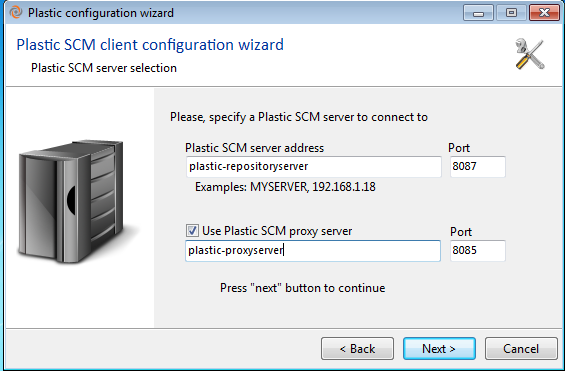 Plastic configuration wizard
Plastic SCM client configuration wizard
Plastic SCM server selection
Please, specify a Plastic SCM server to connect to
Plastic SCM server address Port
plastic-repositoryserver 8087
Examples: MYSERVER, 192.168.1.18
Use Plastic SCM proxy server Port
plastic-proxyserver 8085
Press "next" button to continue
< Back Next > Cancel